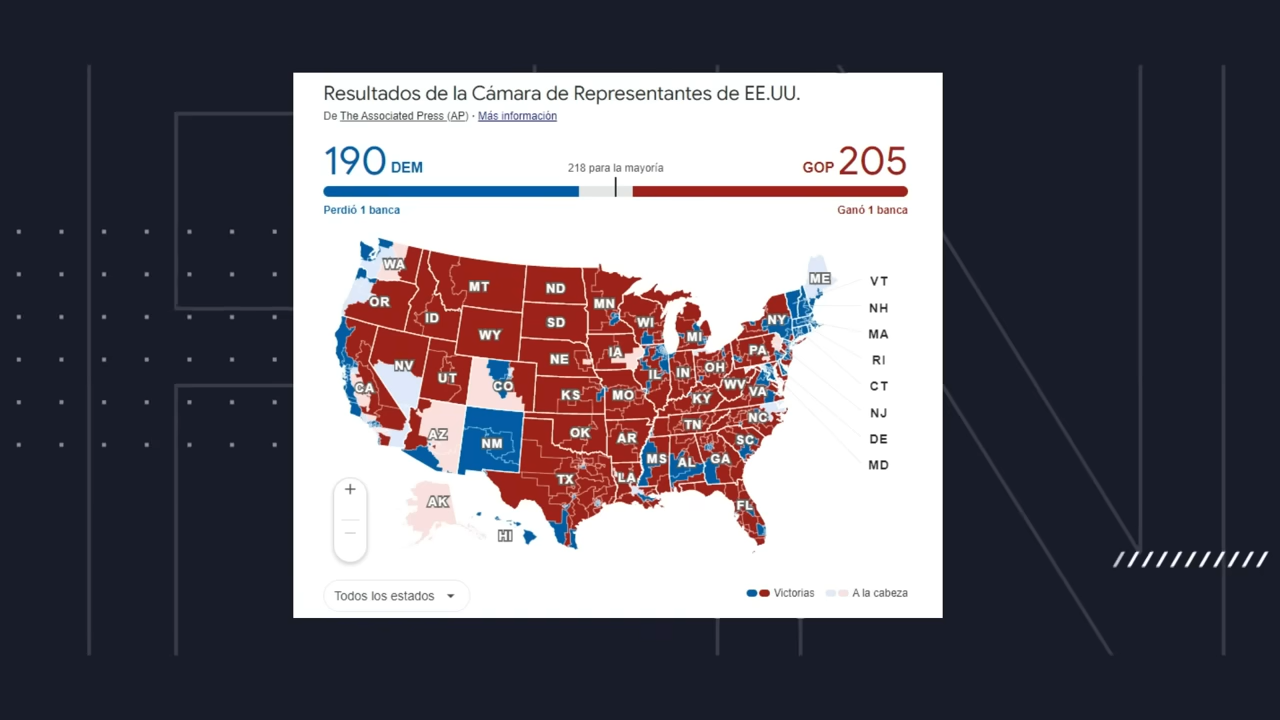 Resultados de la Cámara de Representantes de EE.UU.
De The Associated Press (AP) · Más información
190 DEM
218 para la mayoría
GOP 205
Perdió 1 banca
Ganó 1 banca
WA
ME
VT
MT
ND
OR
MN
NH
ID
SD
WI
NY
WY
MI
MA
IA
PA
NE
RI
NV
OH
UT
CO
IL
IN
CA
WV
VA
CT
KS
MO
KY
NJ
NC
TN
AZ
OK
AR
SC
DE
NM
MS
AL
GA
MD
TX
LA
+
AK
FL
−
HI
Todos los estados
Victorias
A la cabeza